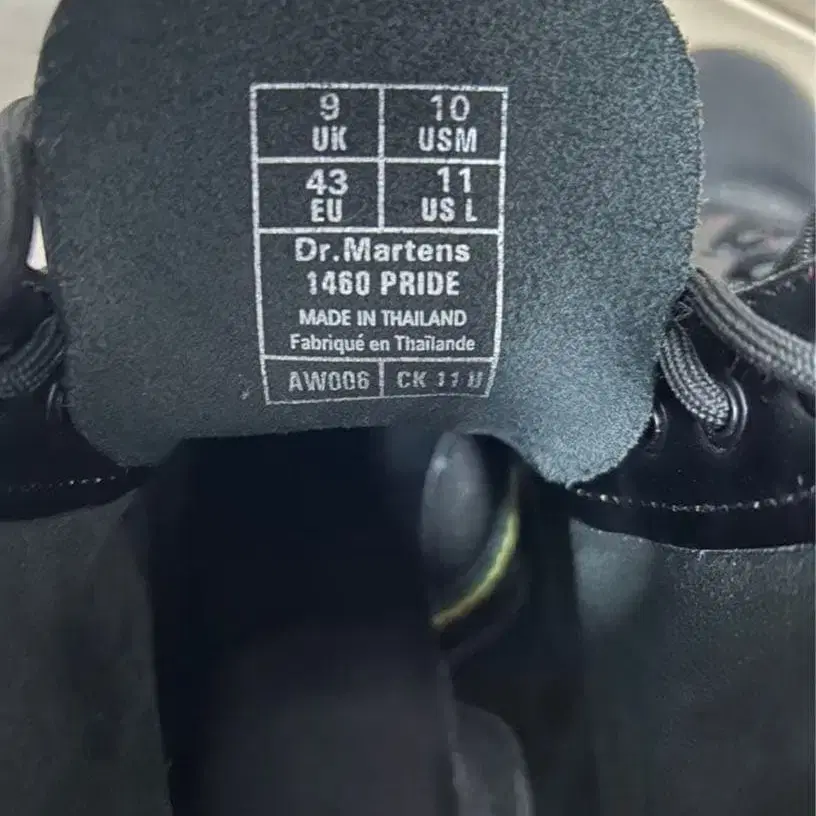 9 10
UK USM
43 11
EU US L
Dr.Martens
1460 PRIDE
MADE IN THAILAND
Fabriqué en Thaïlande
AW006 CK 11 U